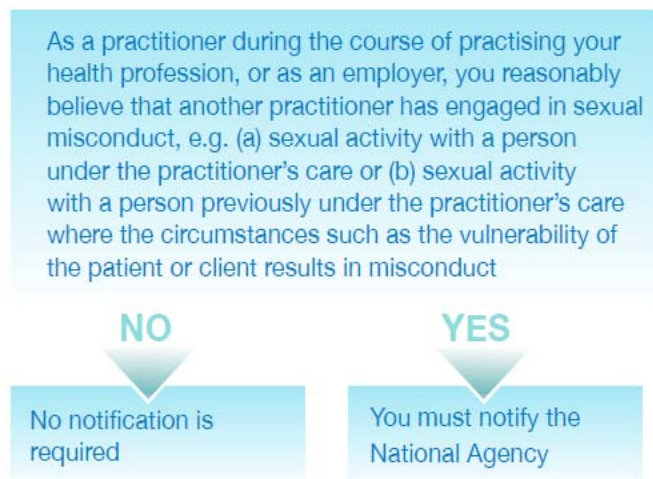 As a practitioner during the course of practising your
health profession, or as an employer, you reasonably
believe that another practitioner has engaged in sexual
misconduct, e.g. (a) sexual activity with a person
under the practitioner's care or (b) sexual activity
with a person previously under the practitioner's care
where the circumstances such as the vulnerability of
the patient or client results in misconduct
NO
YES
No notification is
required
You must notify the
National Agency